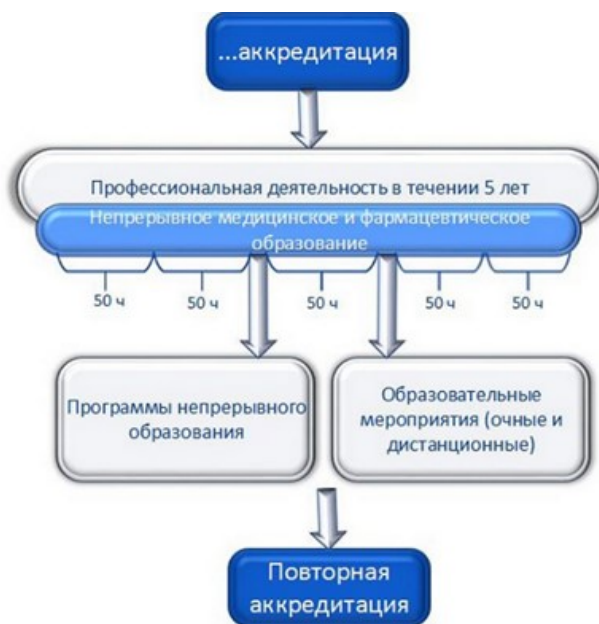 ...аккредитация
Профессиональная деятельность в течении 5 лет
Непрерывное медицинское и фармацевтическое
образование
50 ч
50 ч
50 ч
50 ч
50 ч
Программы непрерывного
образования
Образовательные
мероприятия (очные и
дистанционные)
Повторная
аккредитация